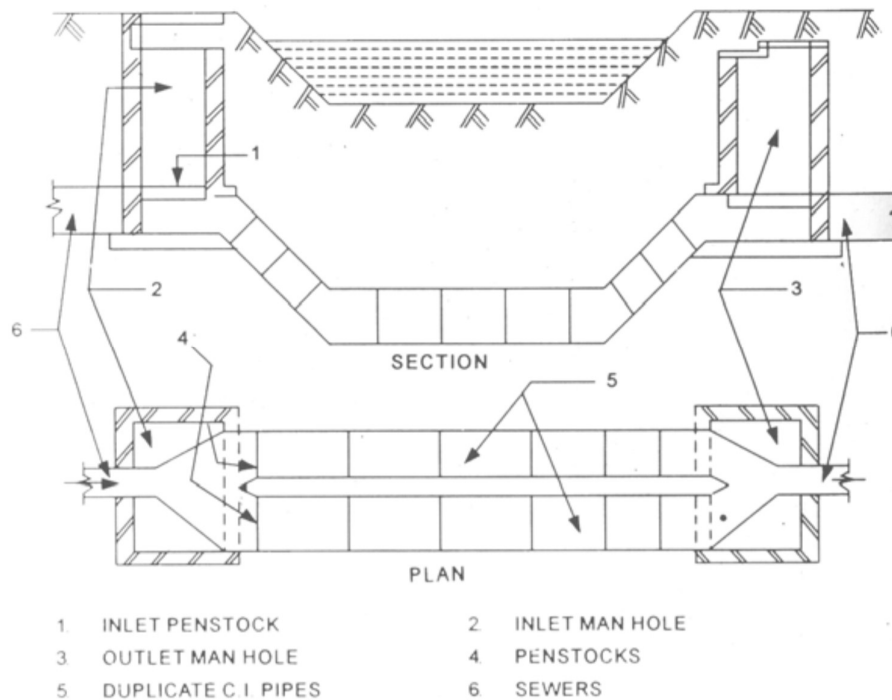 1
2
3
6
SECTION
4
5
PLAN
1. INLET PENSTOCK
2. INLET MAN HOLE
3 OUTLET MAN HOLE
4. PENSTOCKS
5 DUPLICATE C.I. PIPES
6. SEWERS